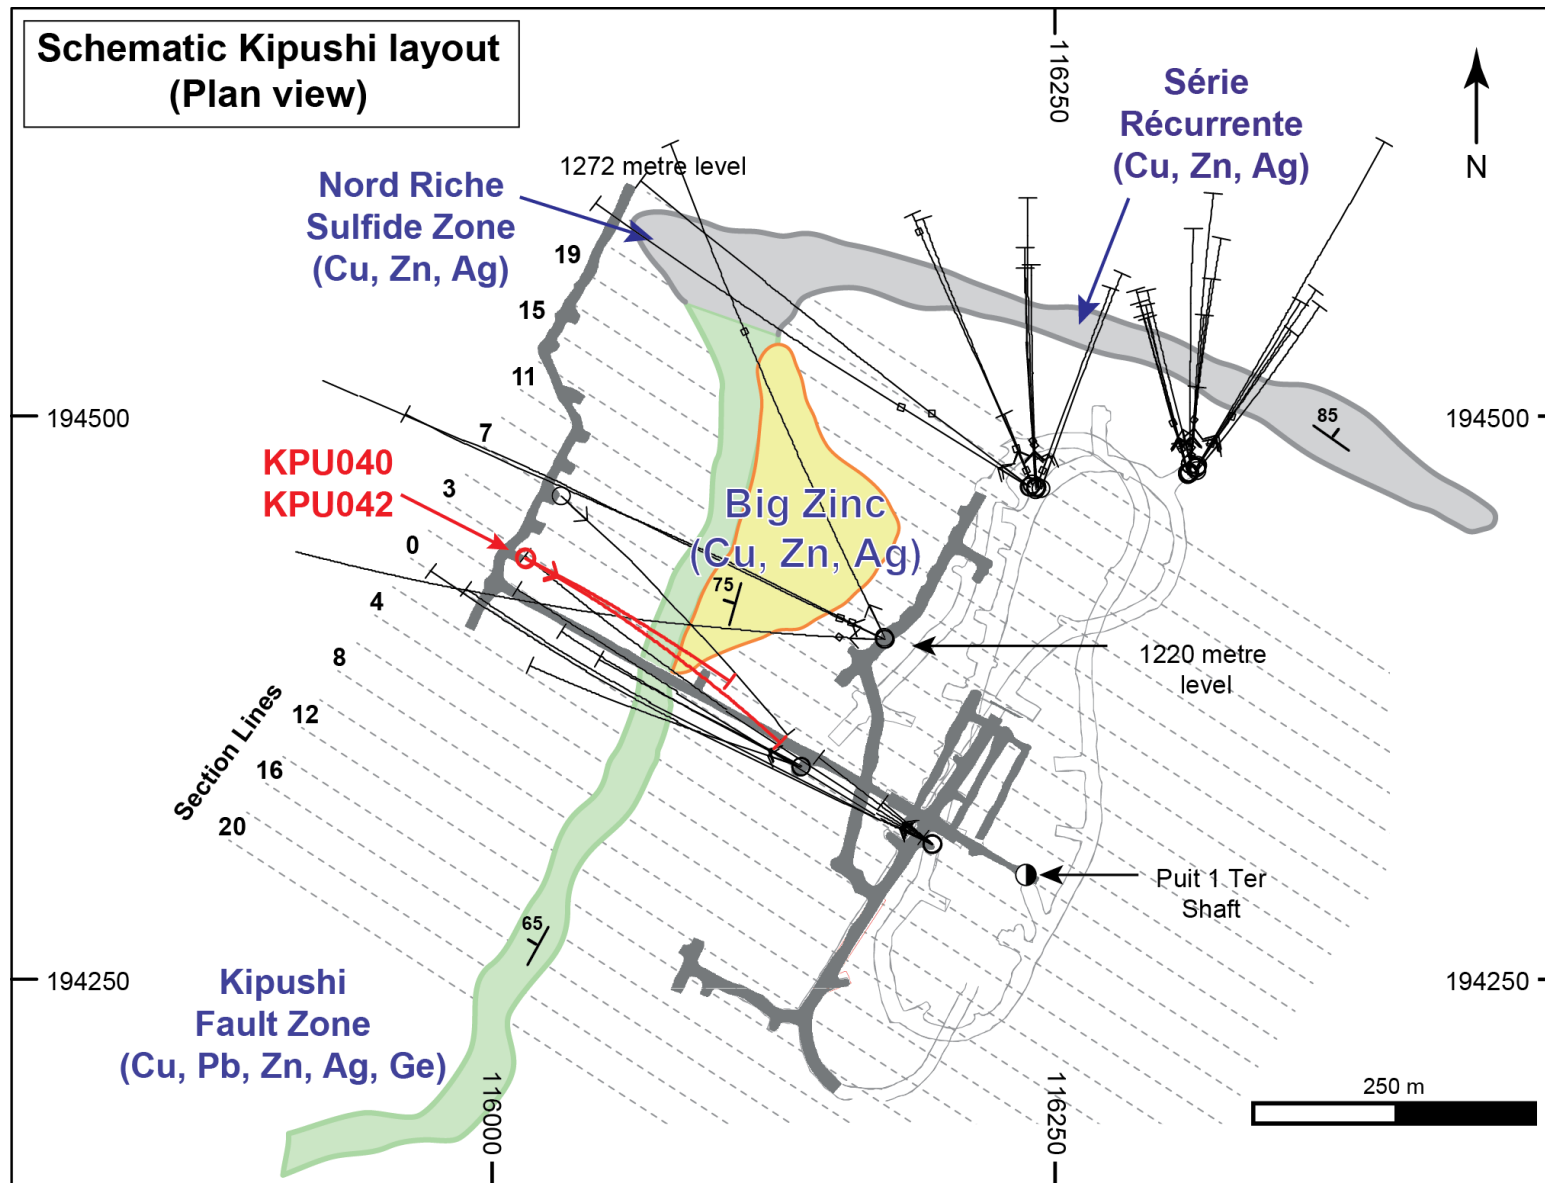 Schematic Kipushi layout
(Plan view)
116250
Série
Récurrente
(Cu, Zn, Ag)
N
1272 metre level
Nord Riche
Sulfide Zone
(Cu, Zn, Ag)
19
15
11
7
3
0
4
8
12
16
20
Section Lines
194500
194500
85
KPU040
KPU042
Big Zinc
(Cu, Zn, Ag)
75
1220 metre
level
Puit 1 Ter
Shaft
65
194250
194250
Kipushi
Fault Zone
(Cu, Pb, Zn, Ag, Ge)
116000
116250
250 m